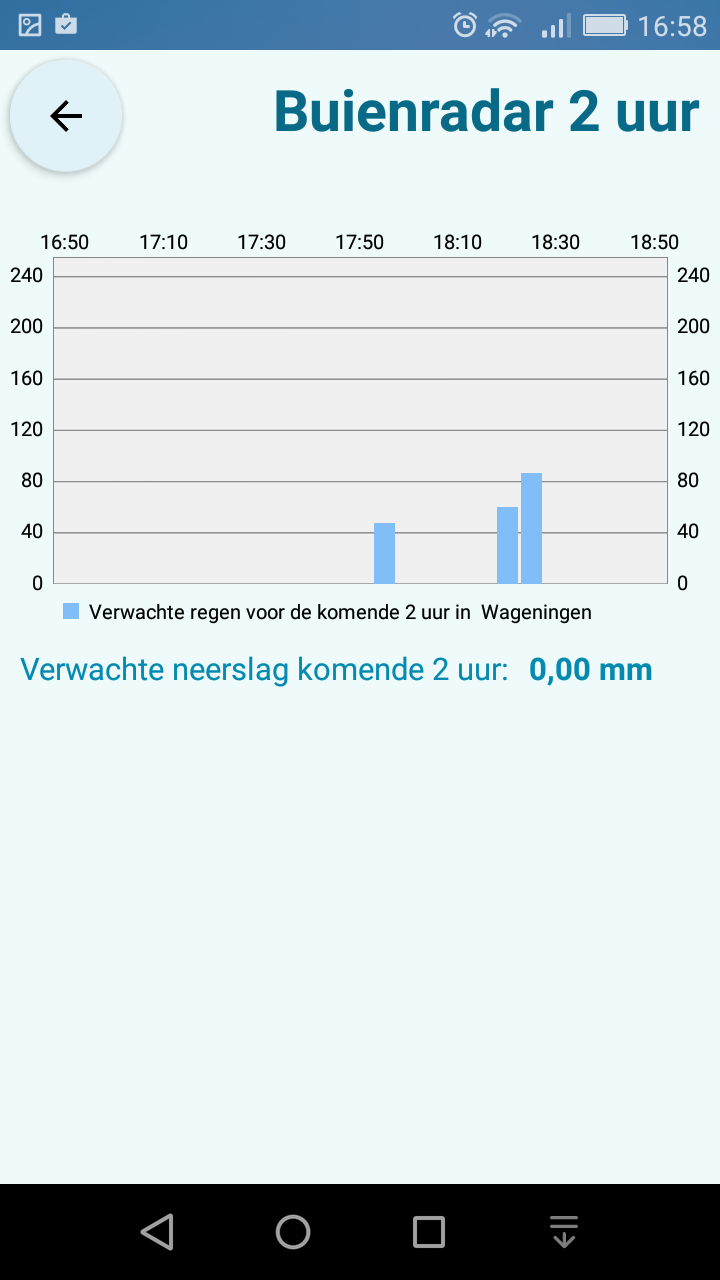 16:58
Buienradar 2 uur
16:50 17:10 17:30 17:50 18:10 18:30 18:50
240 240
200 200
160 160
120 120
80 80
40 40
0 0
Verwachte regen voor de komende 2 uur in Wageningen
Verwachte neerslag komende 2 uur: 0,00 mm